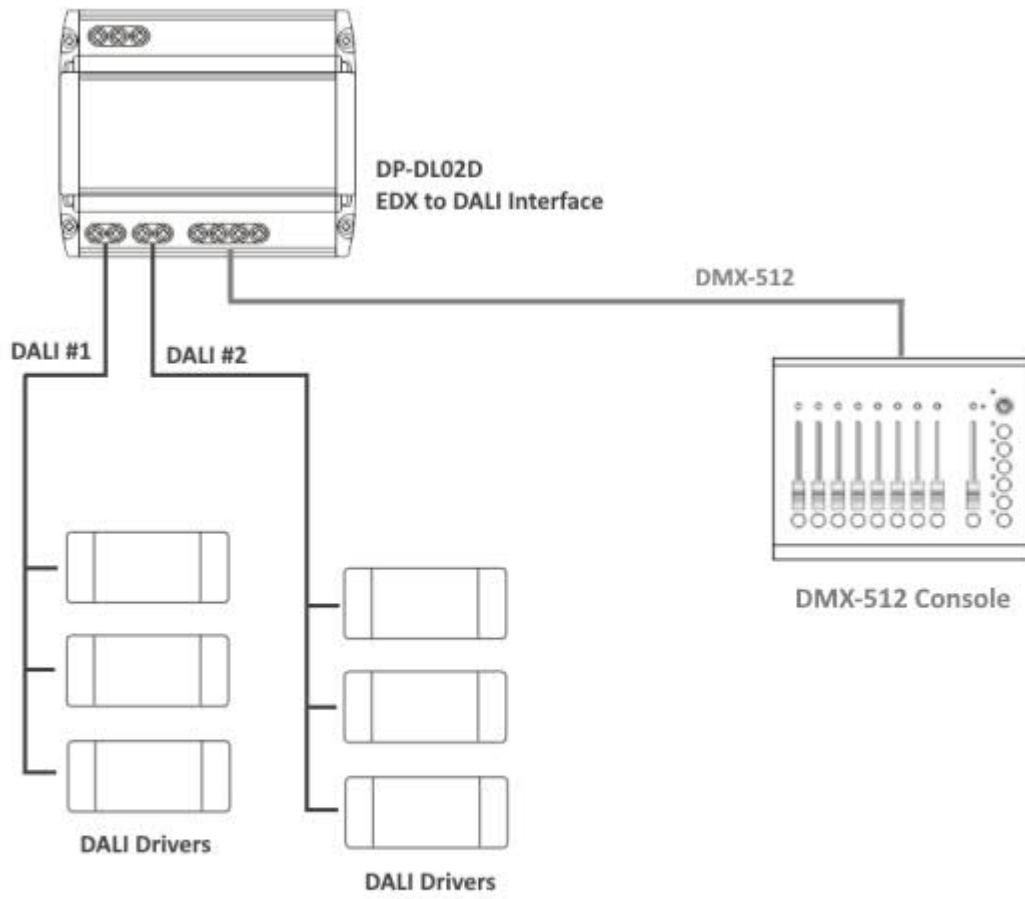 DP-DL02D
EDX to DALI Interface
DMX-512
DALI #1
DALI #2
DMX-512 Console
DALI Drivers
DALI Drivers